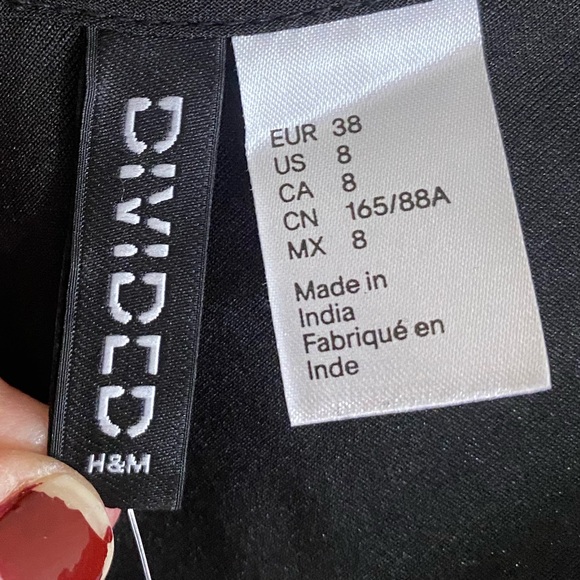 DIVIDED
H&M
EUR 38
US 8
CA 8
CN 165/88A
MX 8
Made in
India
Fabriqué en
Inde